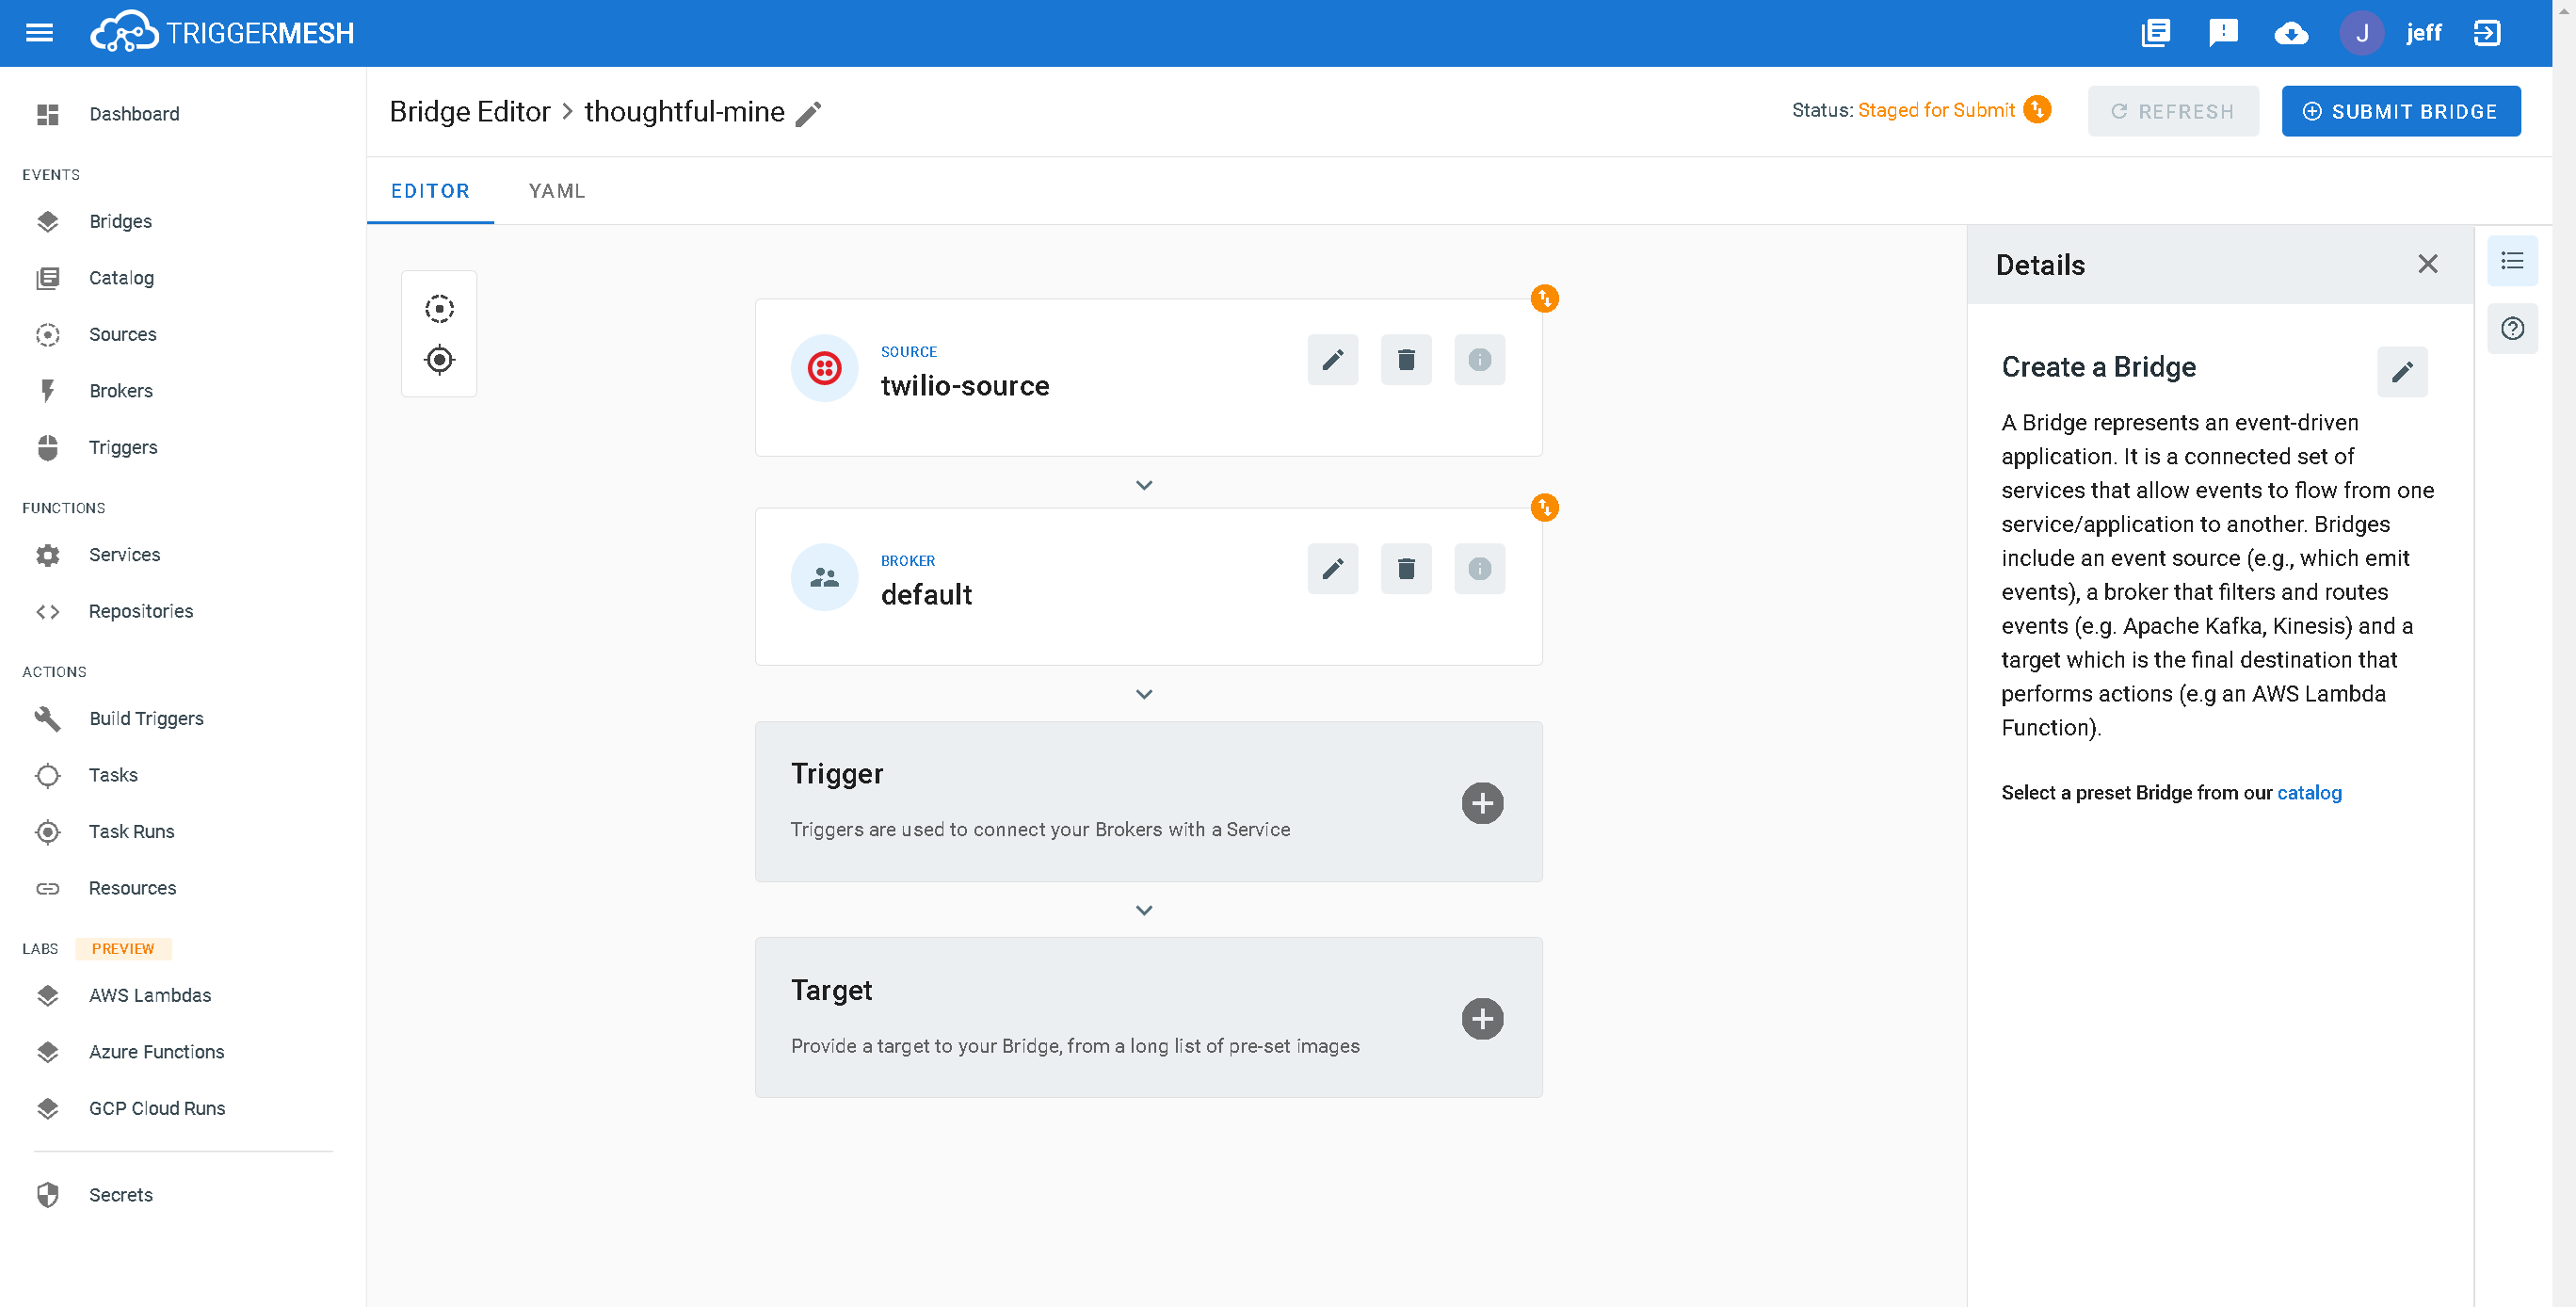 TRIGGERMESH
J
jeff
Dashboard
EVENTS
Bridges
Catalog
Sources
Brokers
Triggers
FUNCTIONS
Services
Repositories
ACTIONS
Build Triggers
Tasks
Task Runs
Resources
LABS PREVIEW
AWS Lambdas
Azure Functions
GCP Cloud Runs
Secrets
Bridge Editor > thoughtful-mine
Status: Staged for Submit
REFRESH
SUBMIT BRIDGE
EDITOR YAML
SOURCE
twilio-source
BROKER
default
Trigger
Triggers are used to connect your Brokers with a Service
Target
Provide a target to your Bridge, from a long list of pre-set images
Details
Create a Bridge
A Bridge represents an event-driven
application. It is a connected set of
services that allow events to flow from one
service/application to another. Bridges
include an event source (e.g., which emit
events), a broker that filters and routes
events (e.g. Apache Kafka, Kinesis) and a
target which is the final destination that
performs actions (e.g an AWS Lambda
Function).
Select a preset Bridge from our catalog